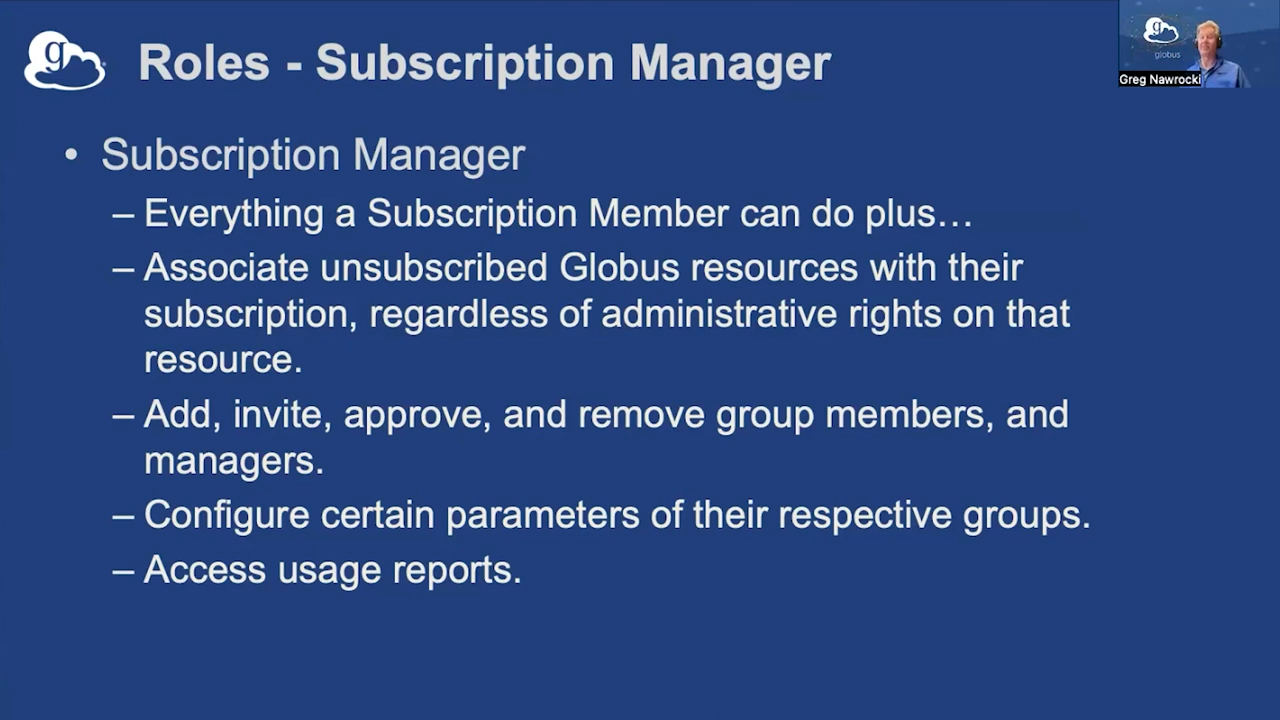 g
Roles - Subscription Manager
g
globus
Greg Nawrocki
• Subscription Manager
– Everything a Subscription Member can do plus…
– Associate unsubscribed Globus resources with their
subscription, regardless of administrative rights on that
resource.
– Add, invite, approve, and remove group members, and
managers.
– Configure certain parameters of their respective groups.
– Access usage reports.